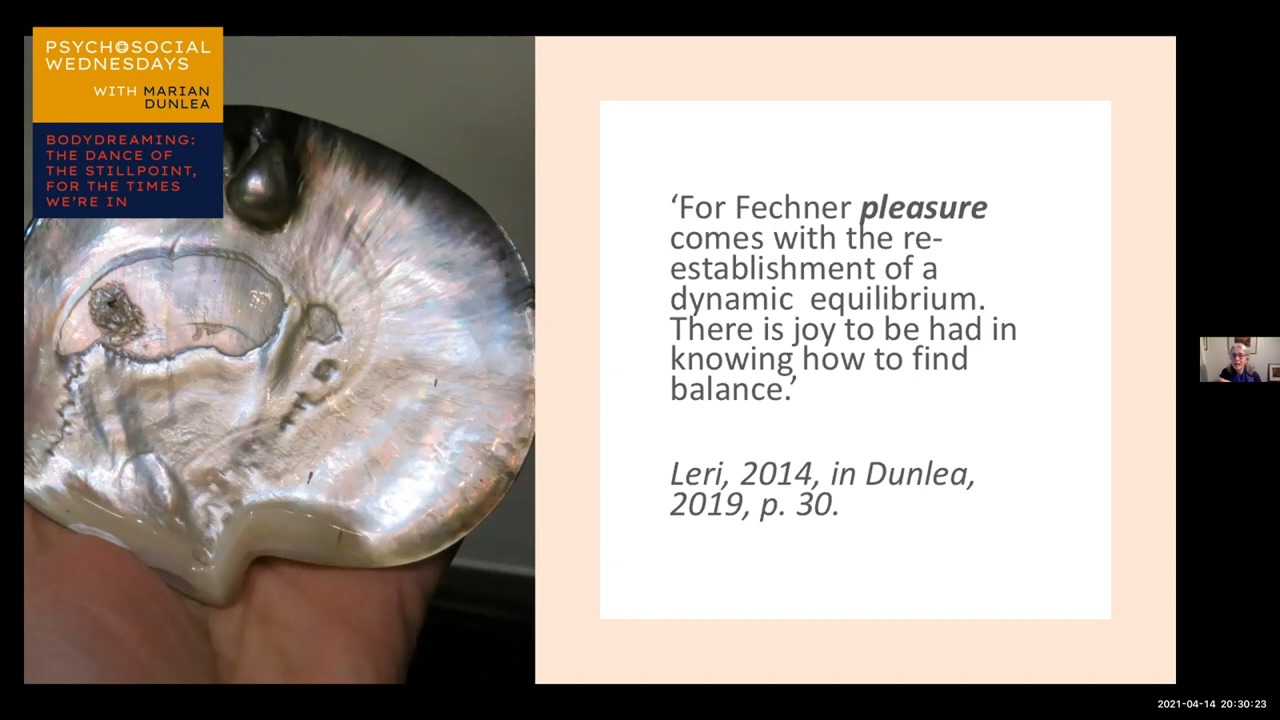 PSYCHOSOCIAL
WEDNESDAYS
WITH MARIAN
DUNLEA
BODYDREAMING:
THE DANCE OF
THE STILLPOINT,
FOR THE TIMES
WE'RE IN
‘For Fechner pleasure
comes with the re-
establishment of a
dynamic  equilibrium.
There is joy to be had in
knowing how to find
balance.’
Leri, 2014, in Dunlea,
2019, p. 30.
2021-04-14 20:30:23